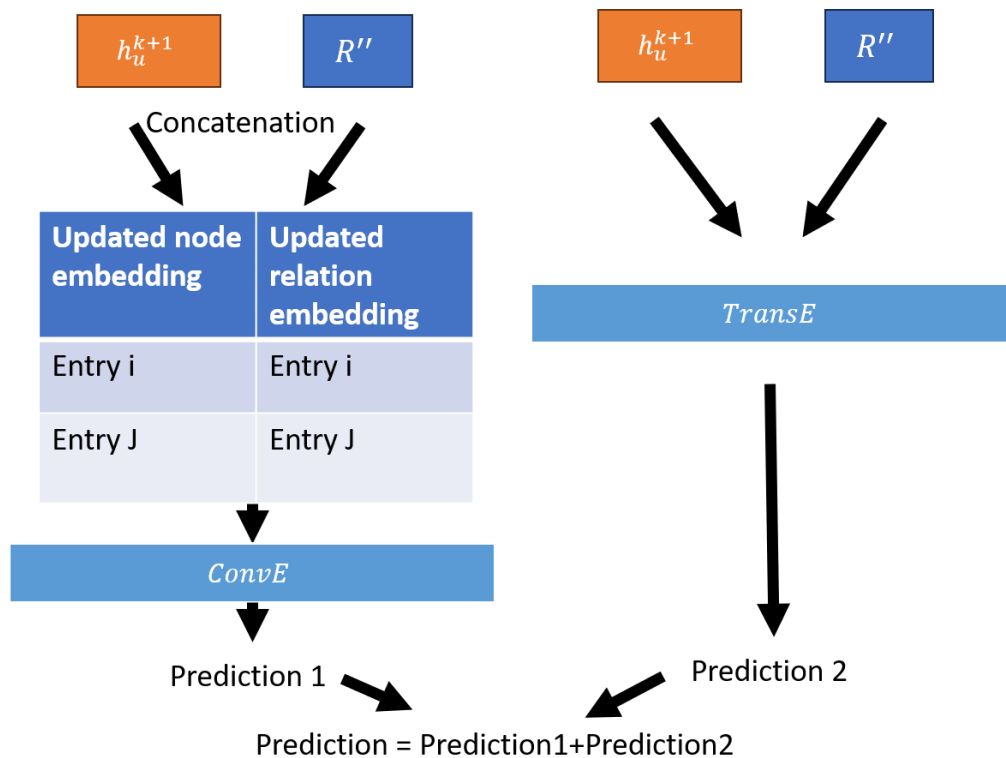 $h_u^{k+1}$ $R''$
$h_u^{k+1}$ $R''$
Concatenation
Updated node
embedding
Updated
relation
embedding
Entry i
Entry i
Entry J
Entry J
ConvE
Prediction 1
TransE
Prediction 2
Prediction = Prediction1+Prediction2